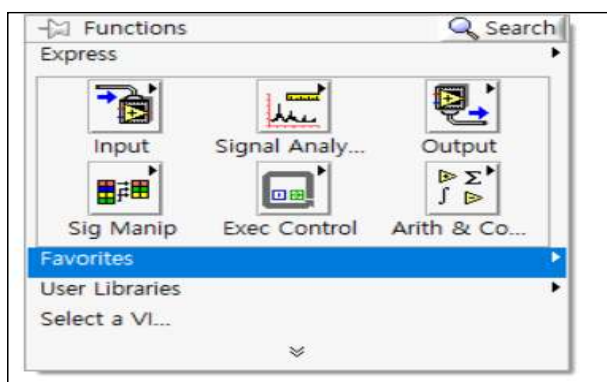 Functions Search
Express
Input Signal Analy... Output
Sig Manip Exec Control Arith & Co...
Favorites
User Libraries
Select a VI...